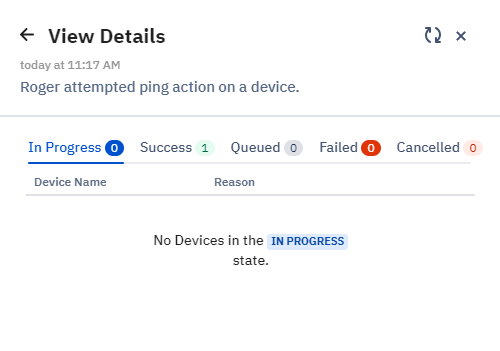 View Details
today at 11:17 AM
Roger attempted ping action on a device.
In Progress 0 Success 1 Queued 0 Failed 0 Cancelled 0
Device Name Reason
No Devices in the IN PROGRESS
state.